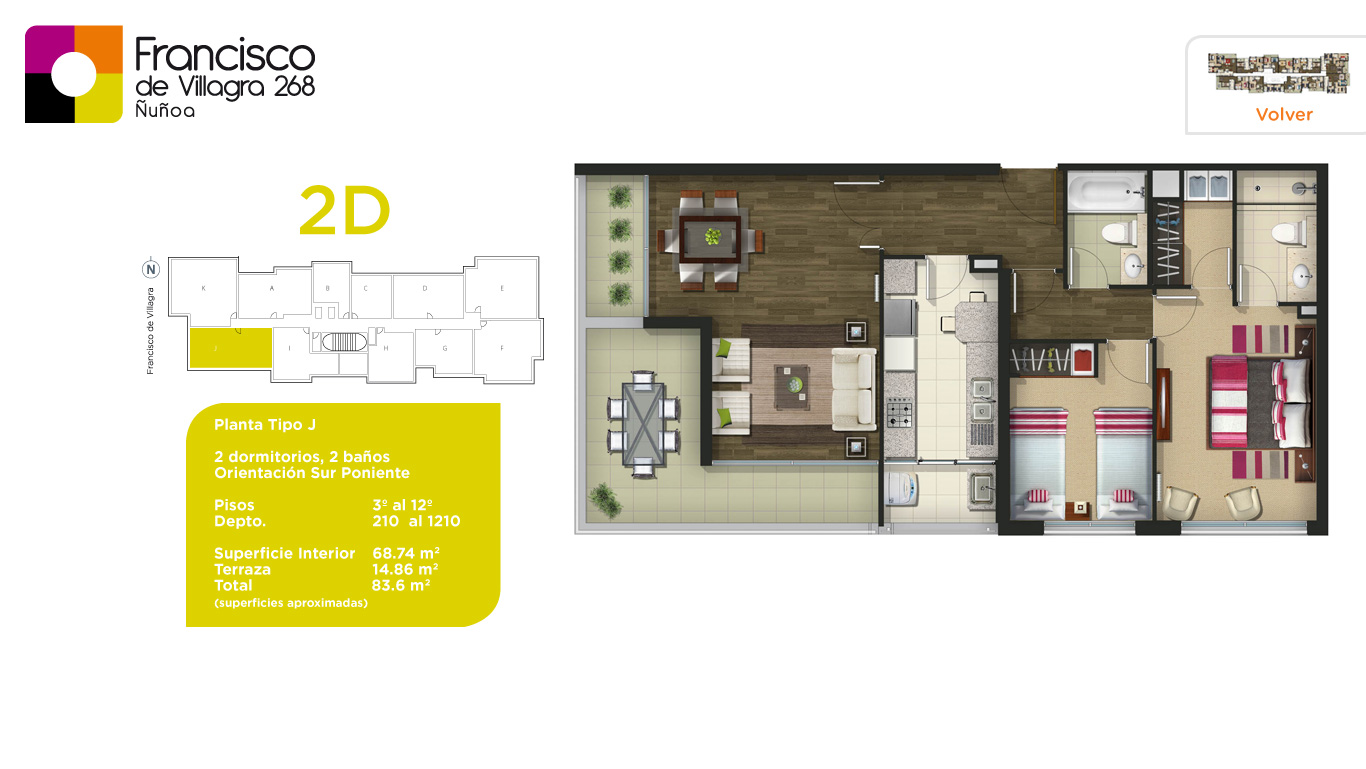 Francisco
de Villagra 268
Ñuñoa
Volver
2D
N
Francisco de Villagra
K
A
B
C
D
E
J
I
H
G
F
Planta Tipo J
2 dormitorios, 2 baños
Orientación Sur Poniente
Pisos 3º al 12º
Depto. 210 al 1210
Superficie Interior 68.74 m²
Terraza 14.86 m²
Total 83.6 m²
(superficies aproximadas)